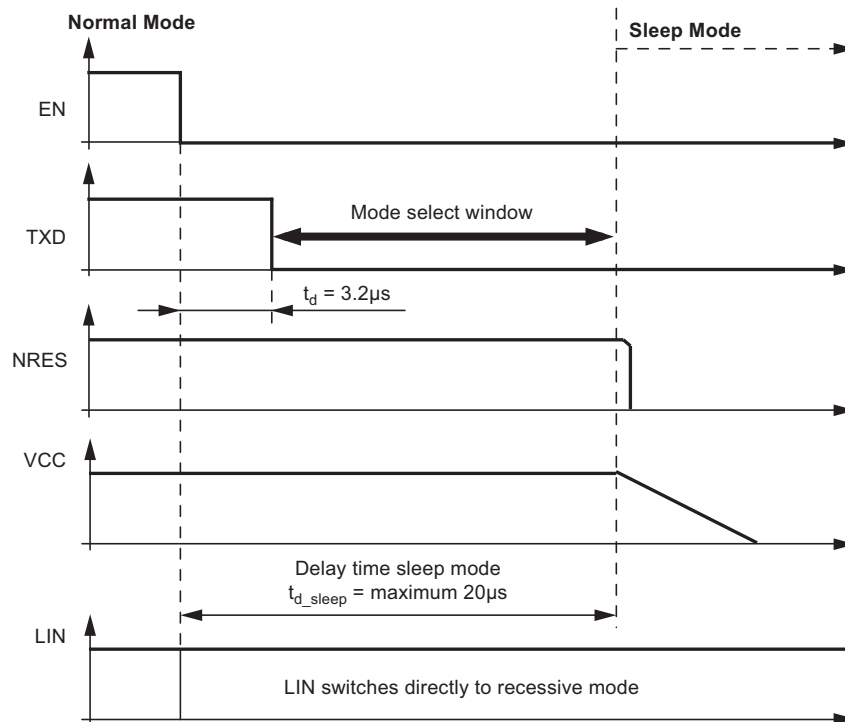 Normal Mode
Sleep Mode
EN
TXD
Mode select window
t_d = 3.2µs
NRES
VCC
Delay time sleep mode
t_d_sleep = maximum 20µs
LIN
LIN switches directly to recessive mode